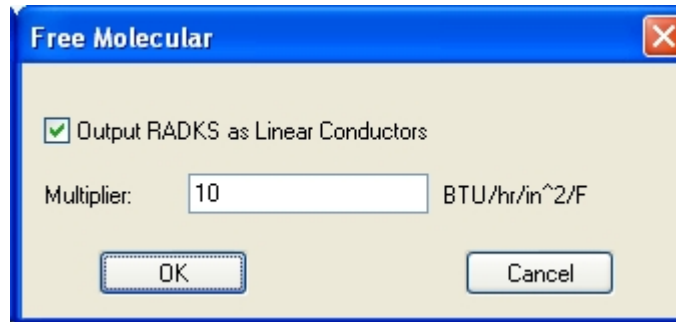 Free Molecular
Output RADKS as Linear Conductors
Multiplier: 10 BTU/hr/in^2/F
OK Cancel